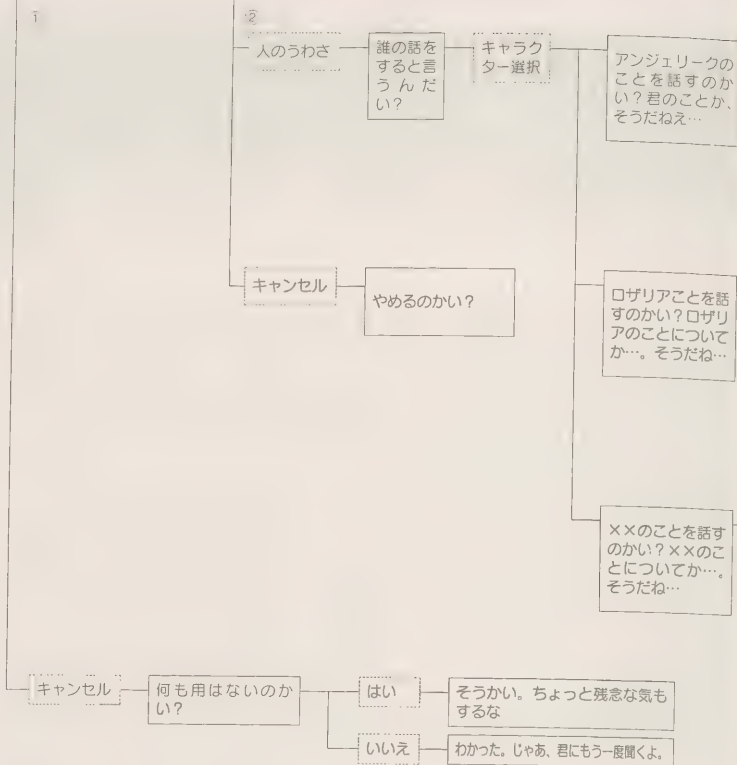 1
2
人のうわさ
誰の話を
すると言
うんだ
い？
キャラク
ター選択
アンジェリークの
ことを話すのか
い？君のことか、
そうだねえ…
キャンセル
やめるのかい？
ロザリアことを話
すのかい？ロザリ
アのことについて
か…。そうだね…
××のことを話す
のかい？××のこ
とについてか…。
そうだね…
キャンセル
何も用はないのか
い？
はい
そうかい。ちょっと残念な気も
するな
いいえ
わかった。じゃあ、君にもう一度聞くよ。